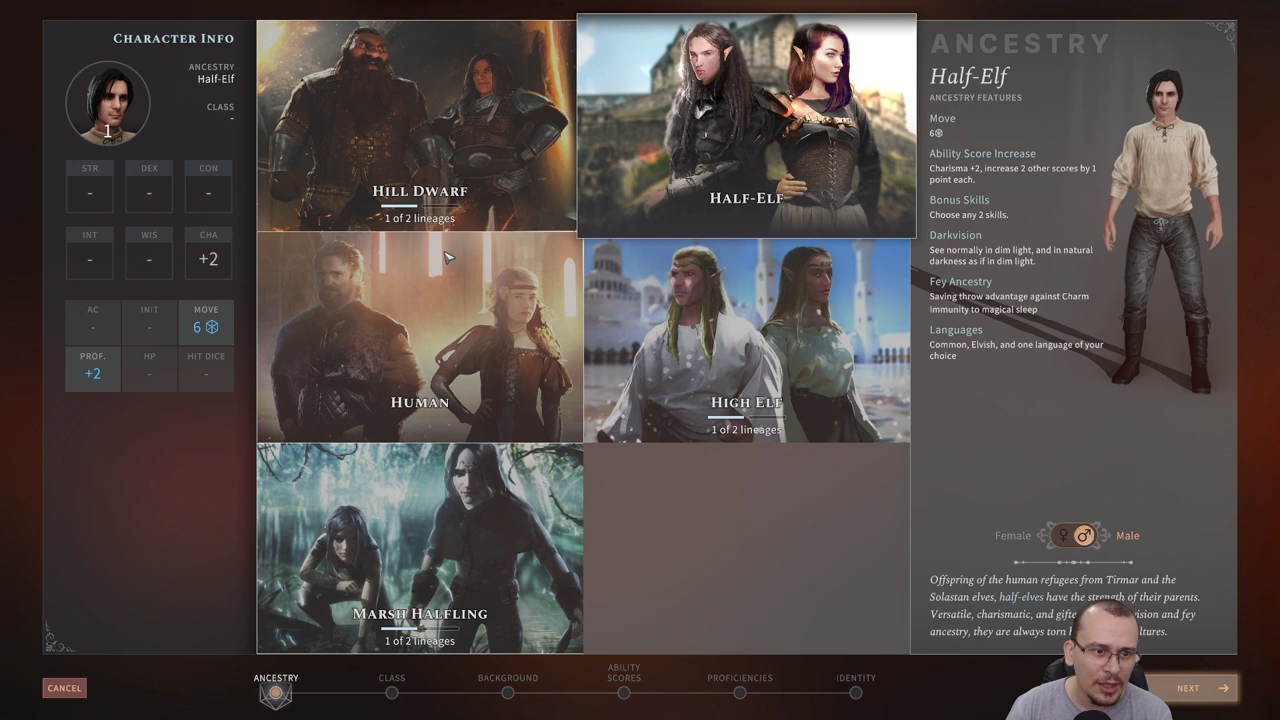 CHARACTER INFO
ANCESTRY
Half-Elf
CLASS
-
1
STR
DEX
CON
-
-
-
INT
WIS
CHA
-
-
+2
AC
INIT
MOVE
-
-
6
PROF.
HP
HIT DICE
+2
-
-
HILL DWARF
1 of 2 lineages
HALF-ELF
HUMAN
HIGH ELF
1 of 2 lineages
MARSH HALFLING
1 of 2 lineages
ANCESTRY
Half-Elf
ANCESTRY FEATURES
Move
6
Ability Score Increase
Charisma +2, increase 2 other scores by 1
point each.
Bonus Skills
Choose any 2 skills.
Darkvision
See normally in dim light, and in natural
darkness as if in dim light.
Fey Ancestry
Saving throw advantage against Charm
Immunity to magical sleep
Languages
Common, Elvish, and one language of your
choice
Female
Male
Offspring of the human refugees from Tirmar and the
Solastan elves, half-elves have the strength of their parents.
Versatile, charismatic, and fey
ancestry, they are always torn
CANCEL
ANCESTRY
CLASS
BACKGROUND
ABILITY
SCORES
PROFICIENCIES
IDENTITY
NEXT